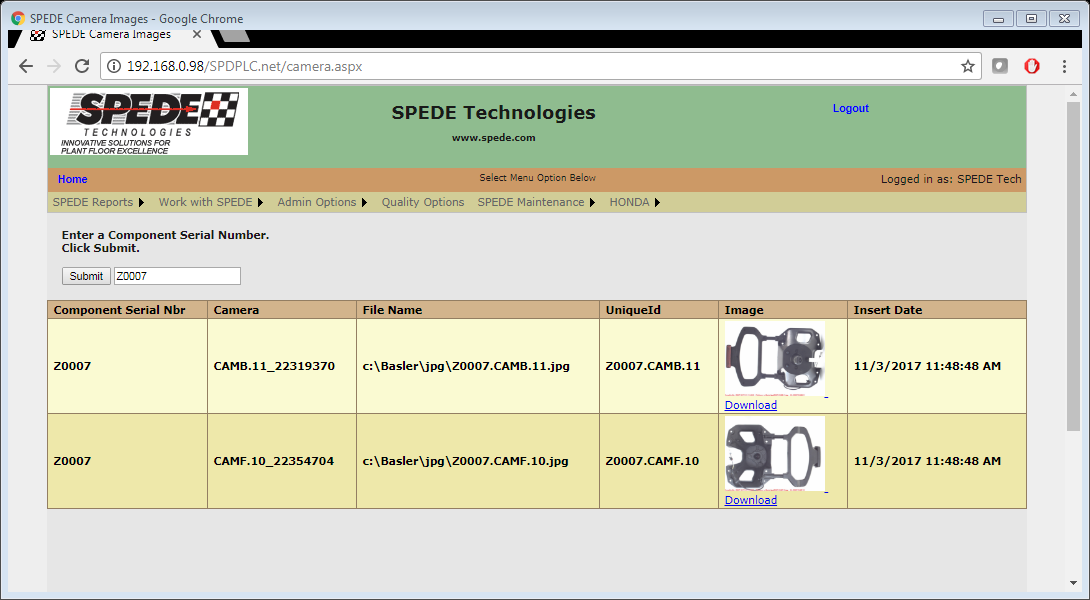 SPEDE Camera Images - Google Chrome
SPEDE Camera Images
192.168.0.98/SPDPLC.net/camera.aspx
SPEDE
TECHNOLOGIES
INNOVATIVE SOLUTIONS FOR
PLANT FLOOR EXCELLENCE
SPEDE Technologies
www.spede.com
Logout
Home
Select Menu Option Below
Logged in as: SPEDE Tech
SPEDE Reports Work with SPEDE Admin Options Quality Options SPEDE Maintenance HONDA
Enter a Component Serial Number.
Click Submit.
Submit Z0007
Component Serial Nbr Camera File Name UniqueId Image Insert Date
Z0007 CAMB.11_22319370 c:\Basler\jpg\Z0007.CAMB.11.jpg Z0007.CAMB.11 11/3/2017 11:48:48 AM
Download
Z0007 CAMF.10_22354704 c:\Basler\jpg\Z0007.CAMF.10.jpg Z0007.CAMF.10 11/3/2017 11:48:48 AM
Download